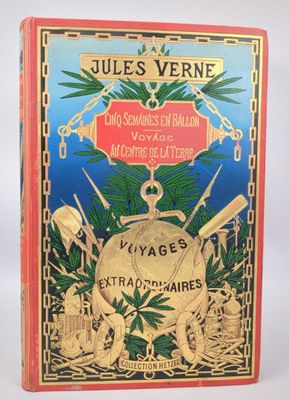 JULES VERNE
CINQ SEMAINES EN BALLON
VOYAGE
AU CENTRE DE LA TERRE
VOYAGES
EXTRAORDINAIRES
COLLECTION HETZEL